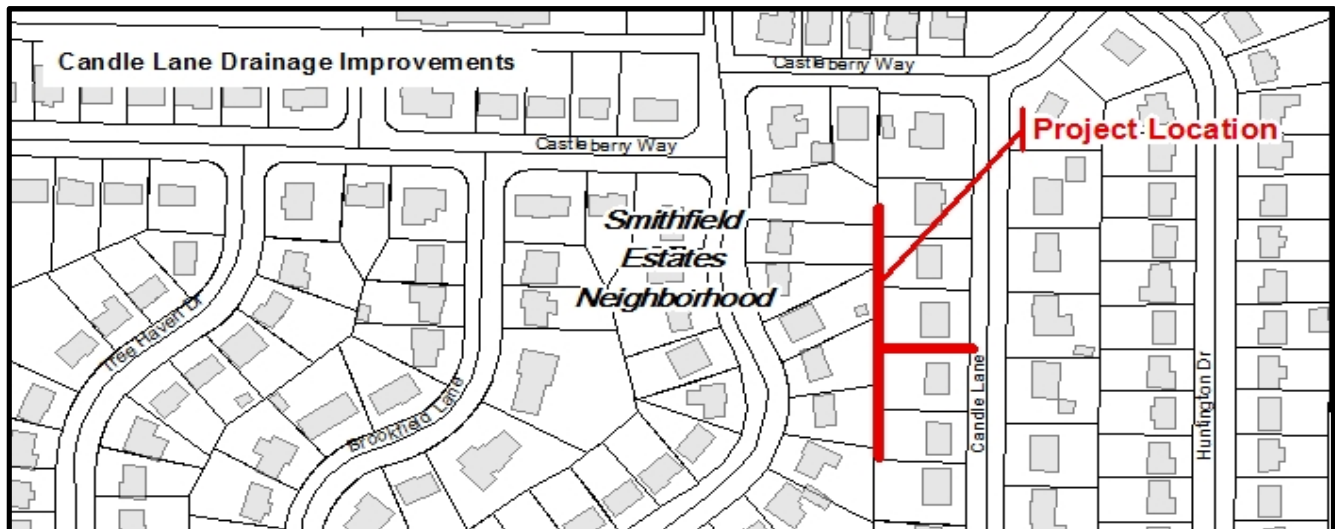 Candle Lane Drainage Improvements
Castleberry Way
Project Location
Castleberry Way
Smithfield
Estates
Neighborhood
Tree Haven Dr
Brookfield Lane
Candle Lane
Huntington Dr